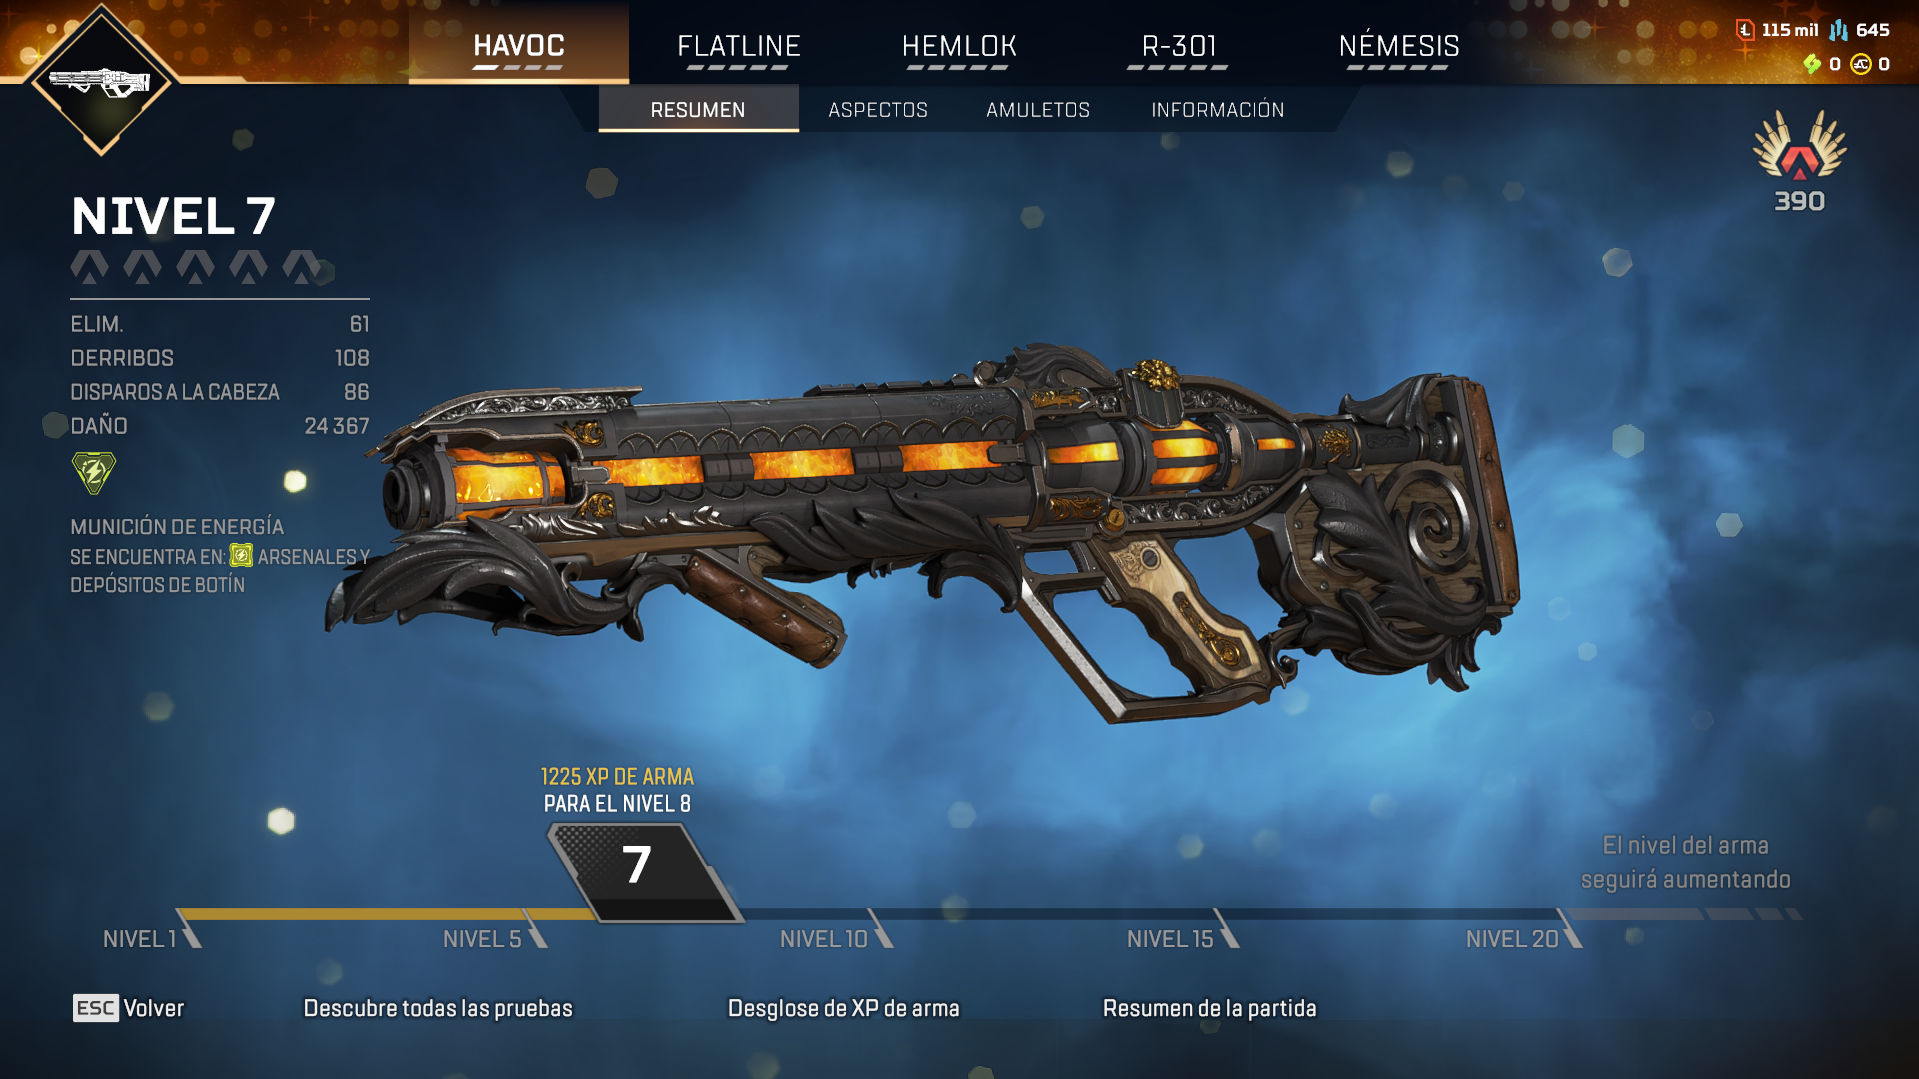 HAVOC
FLATLINE
HEMLOK
R-301
NÉMESIS
115 mil
645
0
0
RESUMEN
ASPECTOS
AMULETOS
INFORMACIÓN
390
NIVEL 7
ELIM. 61
DERRIBOS 108
DISPAROS A LA CABEZA 86
DAÑO 24 367
MUNICIÓN DE ENERGÍA
SE ENCUENTRA EN: ARSENALES Y
DEPÓSITOS DE BOTÍN
1225 XP DE ARMA
PARA EL NIVEL 8
7
El nivel del arma
seguirá aumentando
NIVEL 1
NIVEL 5
NIVEL 10
NIVEL 15
NIVEL 20
ESC Volver
Descubre todas las pruebas
Desglose de XP de arma
Resumen de la partida